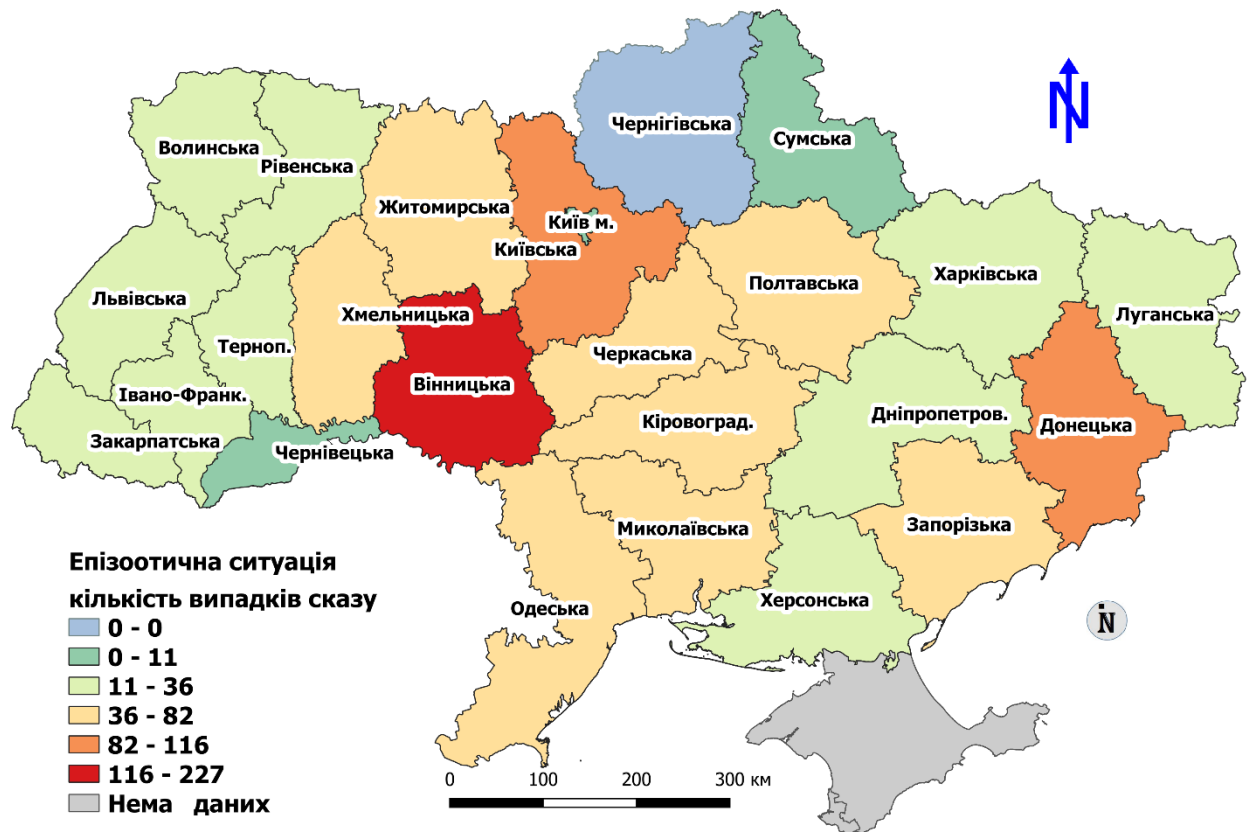 Чернігівська
Сумська
Волинська
Рівенська
Житомирська
Київ м.
Київська
Полтавська
Харківська
Львівська
Хмельницька
Луганська
Терноп.
Черкаська
Вінницька
Івано-Франк.
Кіровоград.
Дніпропетров.
Донецька
Закарпатська
Чернівецька
Миколаївська
Запорізька
Одеська
Херсонська
N
N
Епізоотична ситуація
кількість випадків сказу
0 - 0
0 - 11
11 - 36
36 - 82
82 - 116
116 - 227
Нема даних
0 100 200 300 км